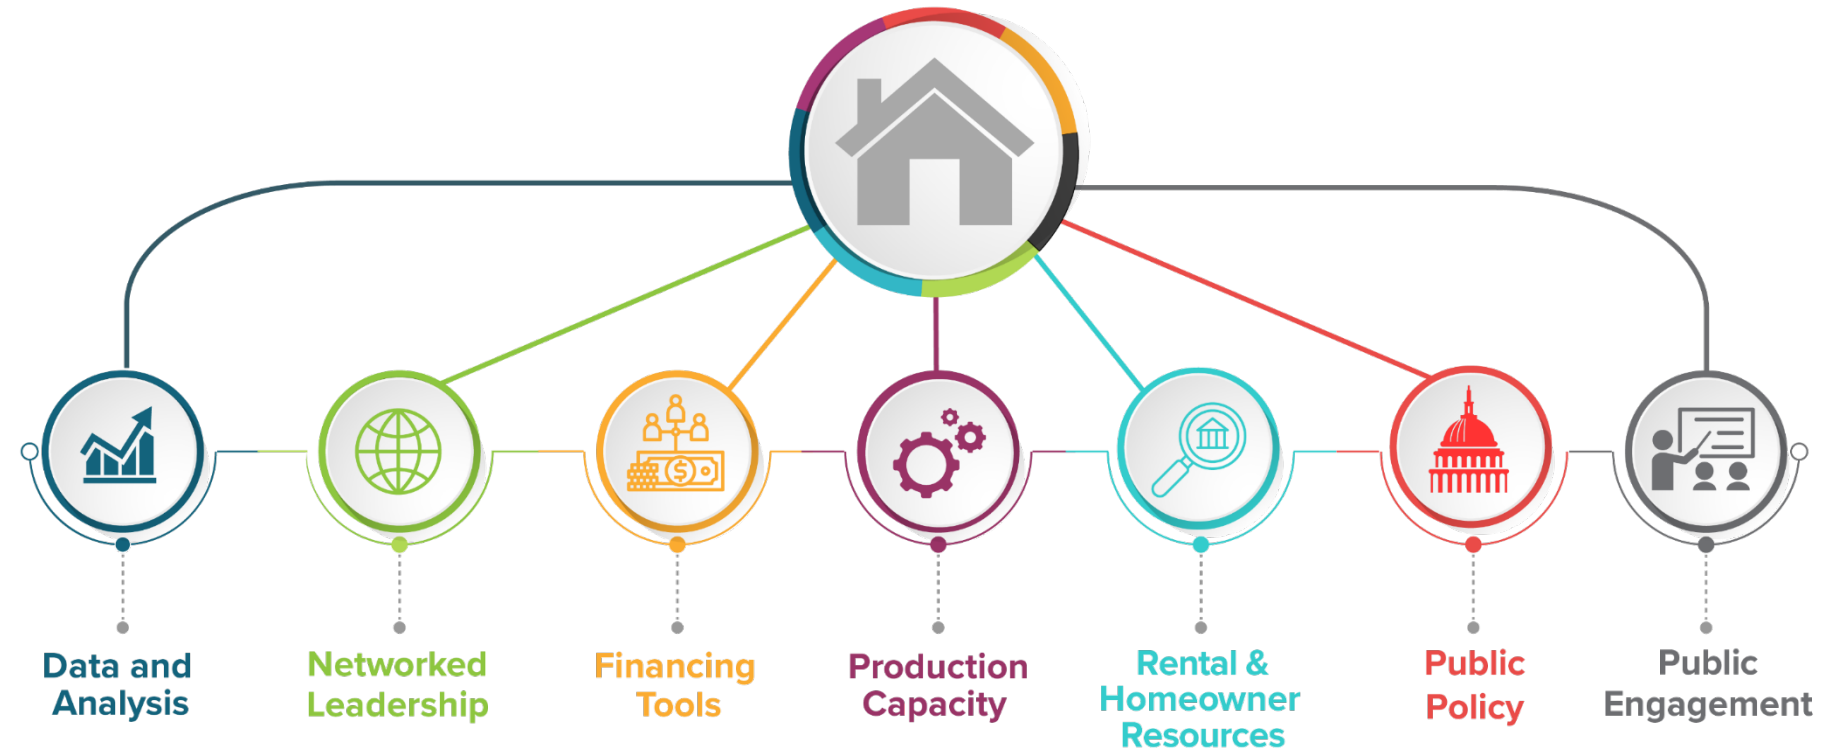 Data and
Analysis
Networked
Leadership
Financing
Tools
Production
Capacity
Rental &
Homeowner
Resources
Public
Policy
Public
Engagement
$